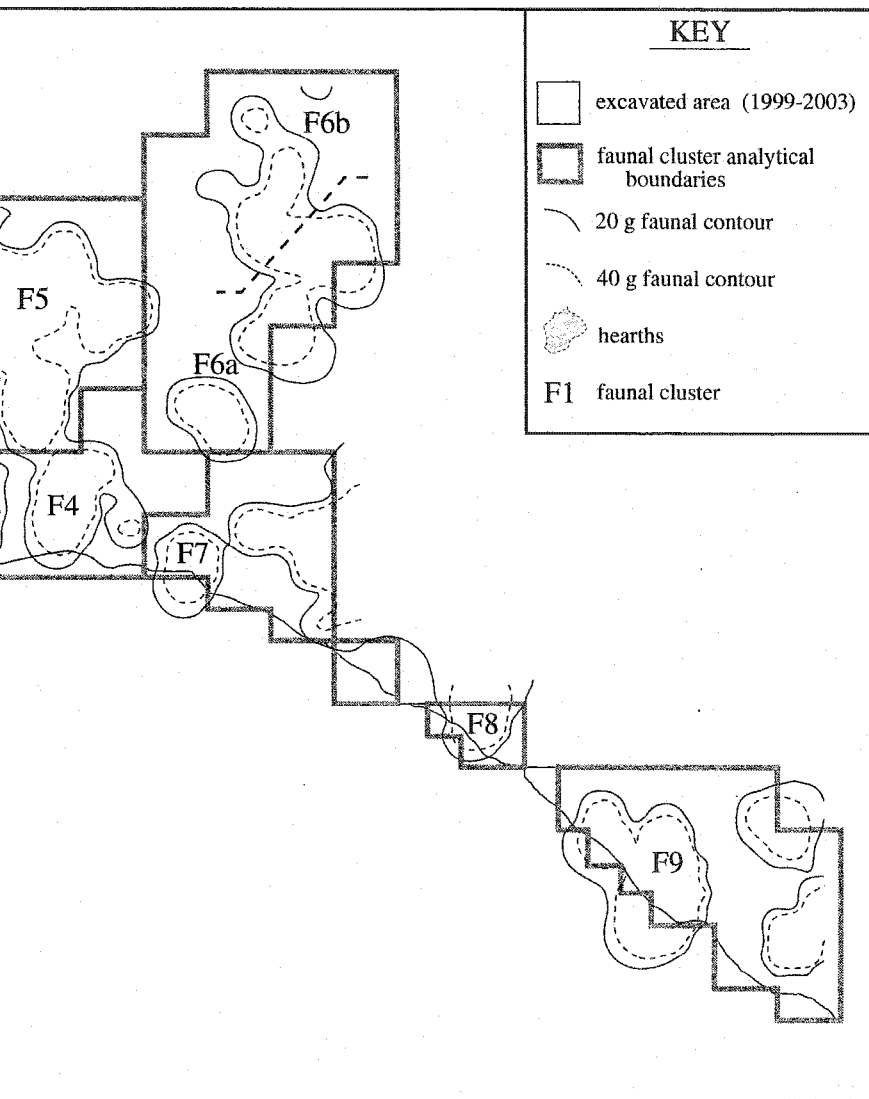 KEY
excavated area (1999-2003)
faunal cluster analytical
boundaries
20 g faunal contour
40 g faunal contour
hearths
F1 faunal cluster
F6b
F5
F6a
F4
F7
F8
F9